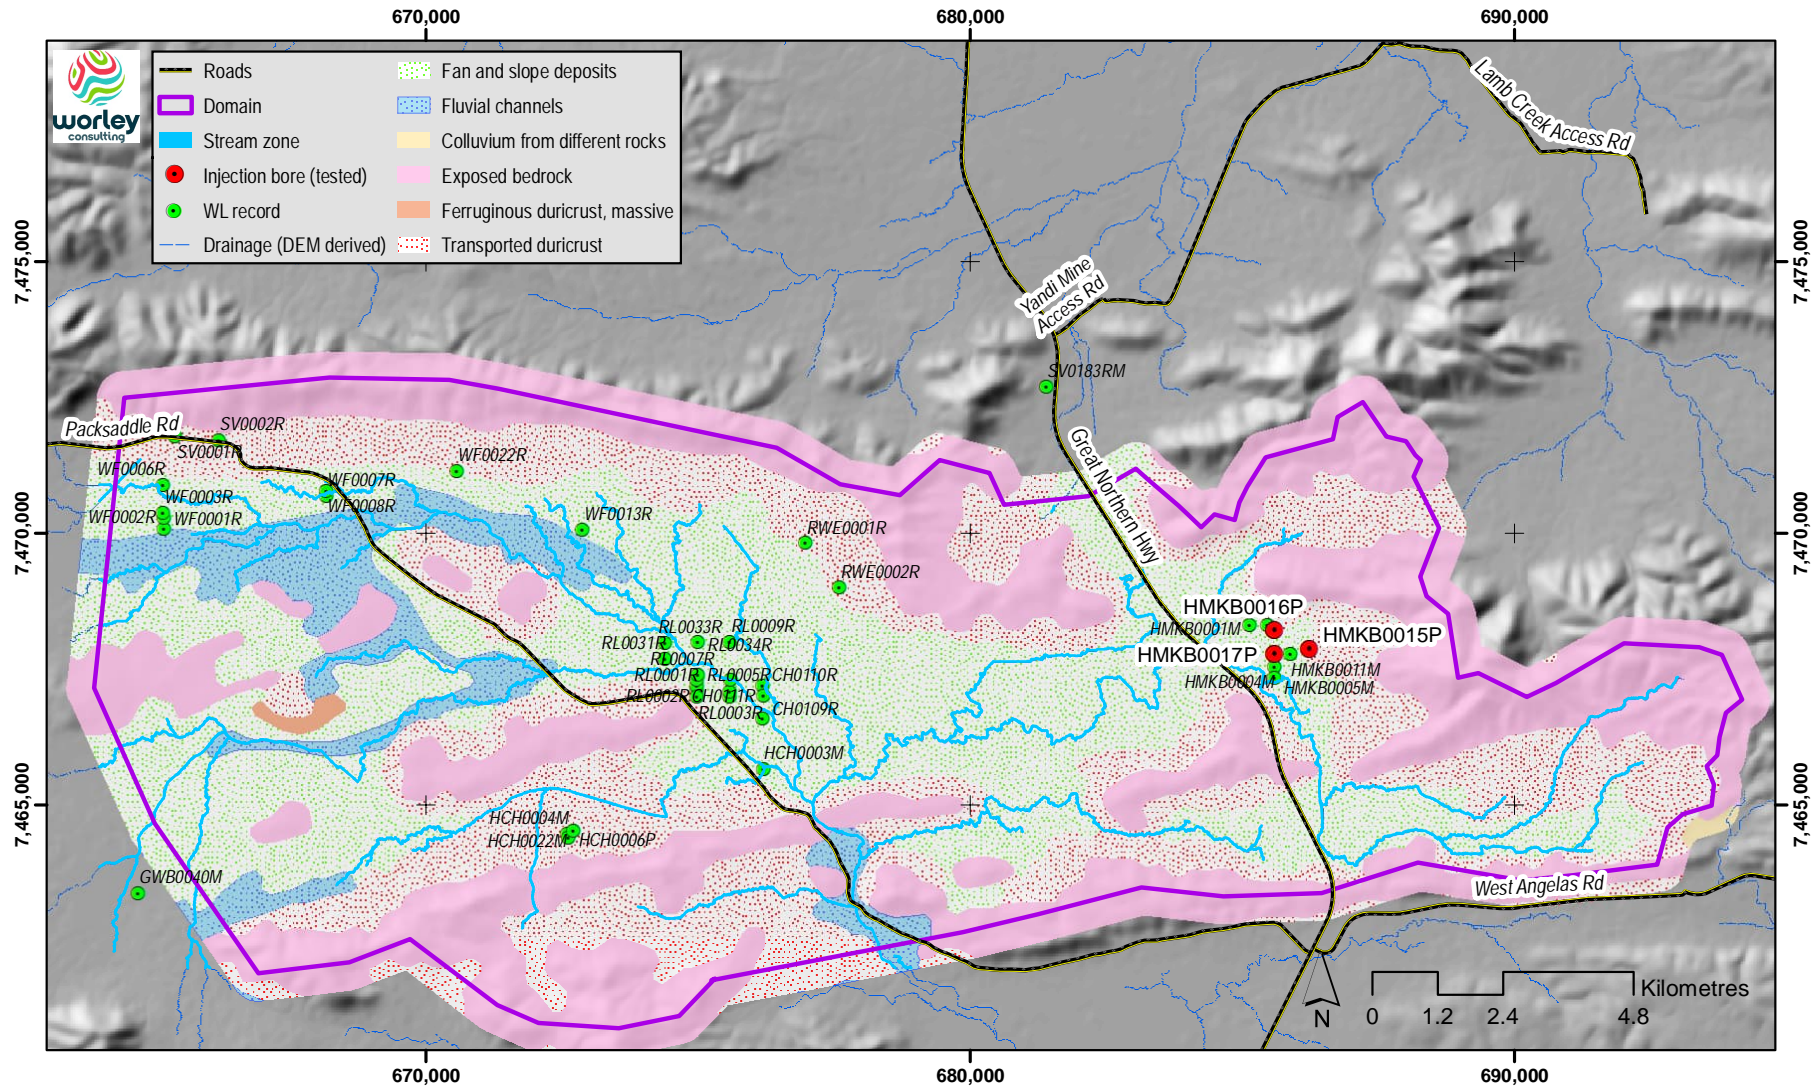 670,000
680,000
690,000
worley
consulting
Roads
Domain
Stream zone
Injection bore (tested)
WL record
Drainage (DEM derived)
Fan and slope deposits
Fluvial channels
Colluvium from different rocks
Exposed bedrock
Ferruginous duricrust, massive
Transported duricrust
Lamb Creek Access Rd
7,475,000
7,475,000
Yandi Mine
Access Rd
SV0183RM
Packsaddle Rd
SV0002R
SV0001R
Great Northern Hwy
WF0006R
WF0022R
WF0007R
WF0003R
WF0008R
WF0002R
WF0001R
WF0013R
RWE0001R
7,470,000
7,470,000
RWE0002R
HMKB0016P
RL0033R
RL0009R
HMKB0001M
HMKB0015P
RL0031R
RL0034R
HMKB0017P
RL0007R
RL0001R
RL0005R
CH0110R
HMKB0011M
HMKB0004M
HMKB0005M
RL0002R
CH0111R
RL0003R
CH0109R
HCH0003M
7,465,000
7,465,000
HCH0004M
HCH0022M
HCH0006P
GWB0040M
West Angelas Rd
N
Kilometres
0
1.2
2.4
4.8
670,000
680,000
690,000